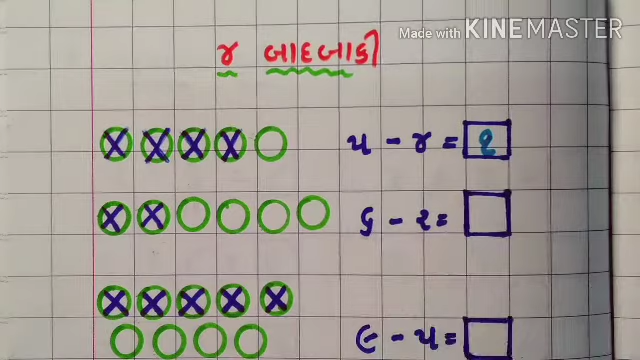 Made with KINEMASTER
૪ બાદબાકી
૫ - ૪ = ૧
૬ - ૨ =
૯ - ૫ =